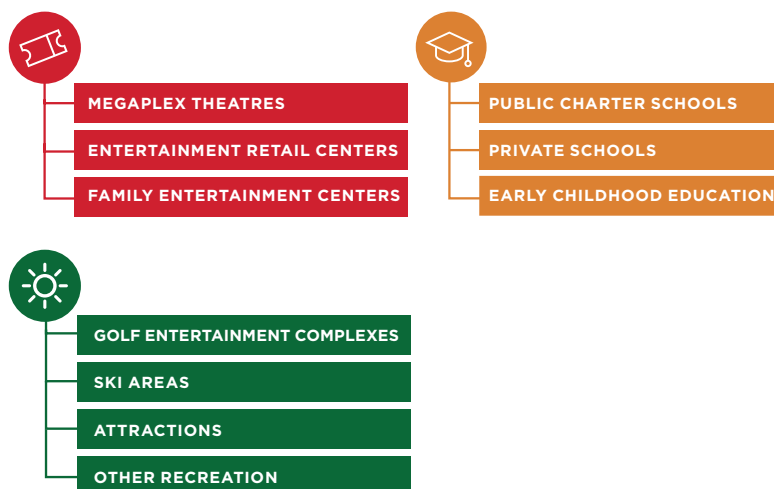 MEGAPLEX THEATRES
ENTERTAINMENT RETAIL CENTERS
FAMILY ENTERTAINMENT CENTERS
PUBLIC CHARTER SCHOOLS
PRIVATE SCHOOLS
EARLY CHILDHOOD EDUCATION
GOLF ENTERTAINMENT COMPLEXES
SKI AREAS
ATTRACTIONS
OTHER RECREATION